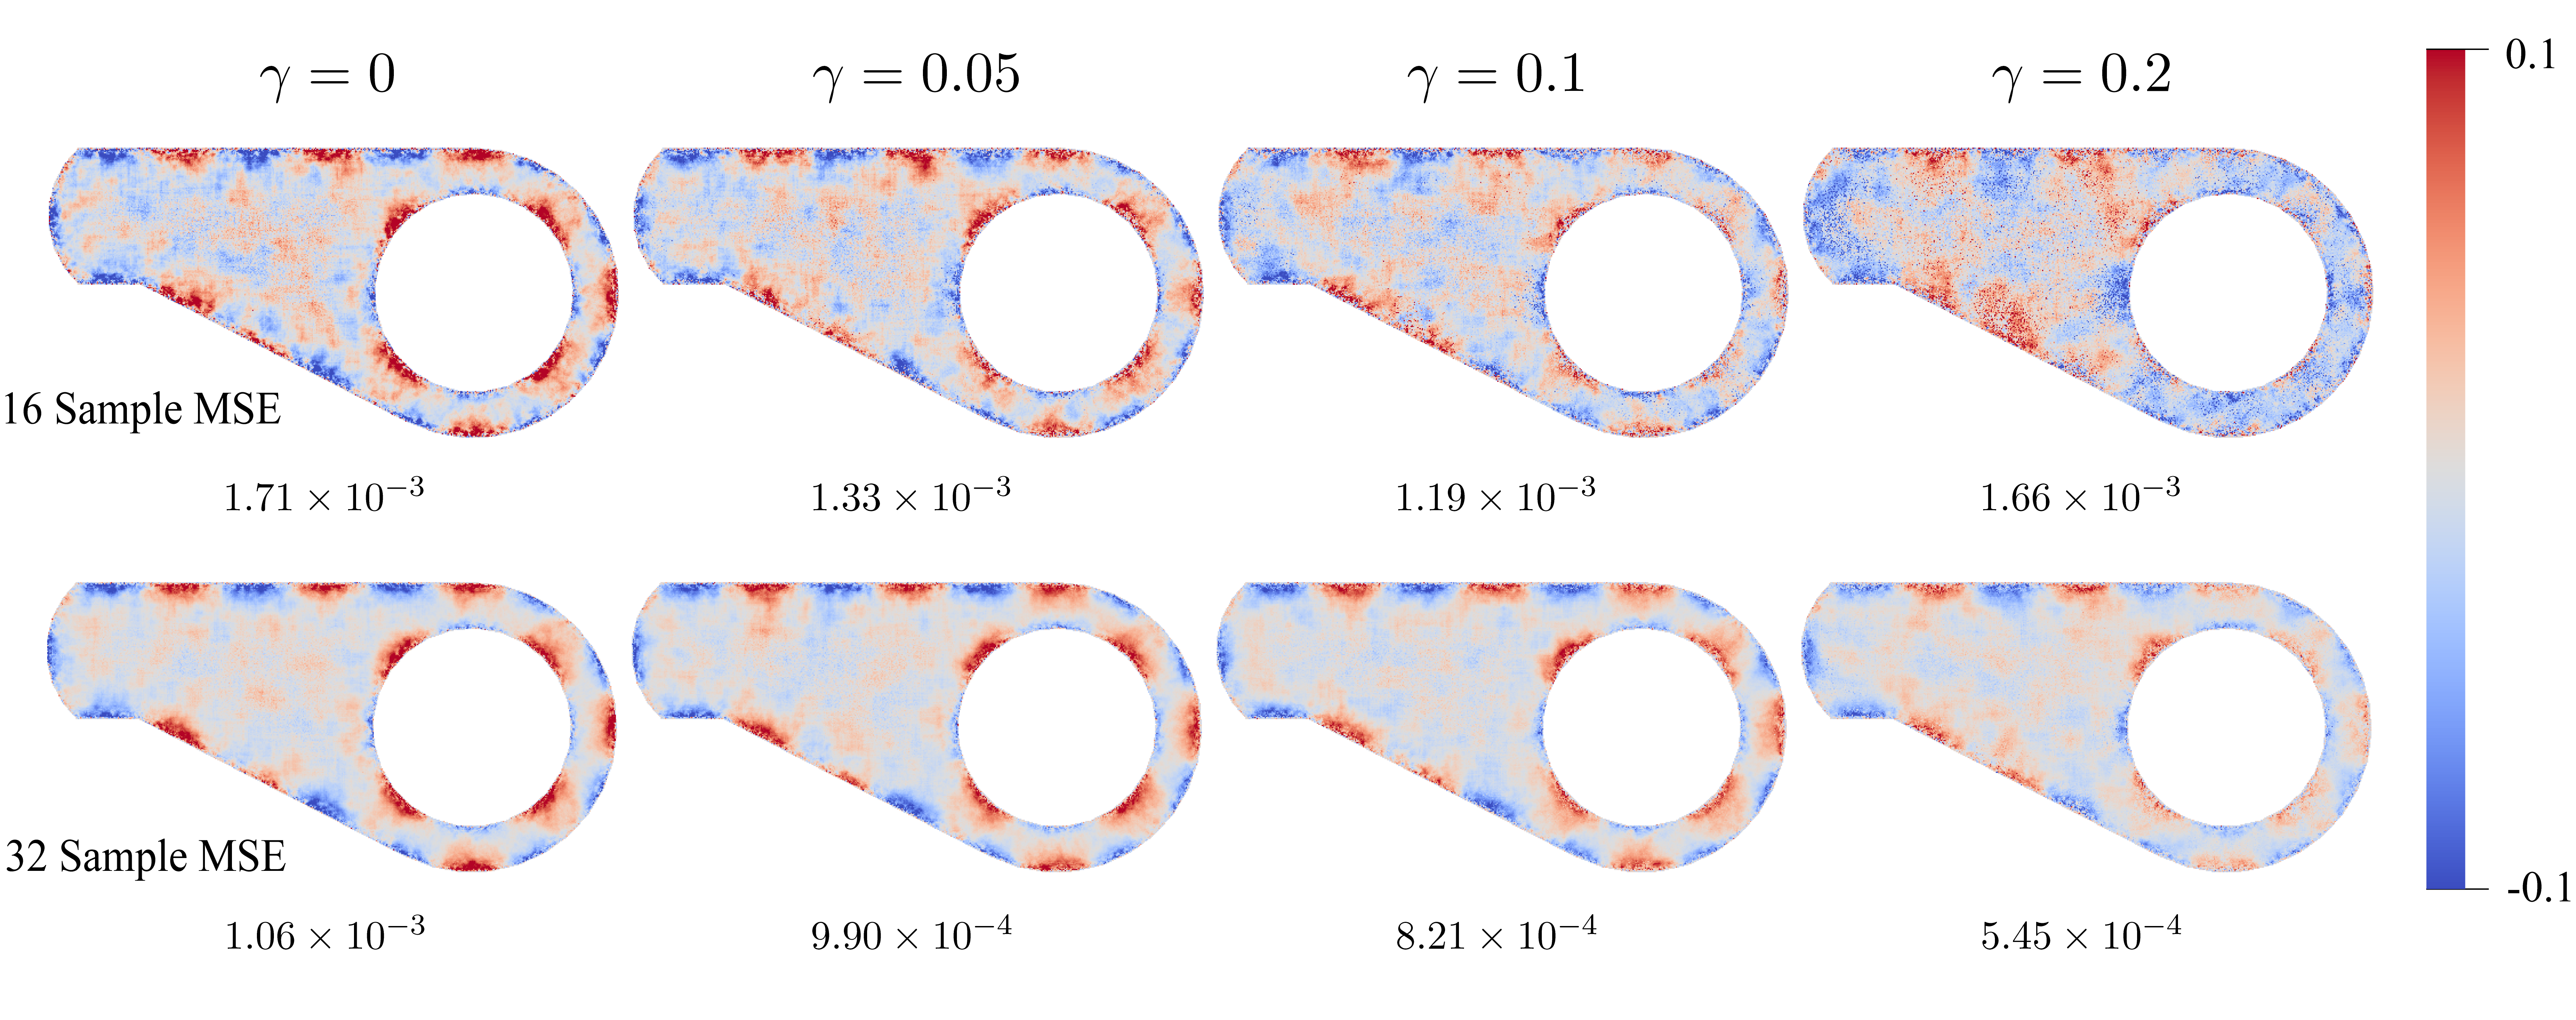 γ = 0
γ = 0.05
γ = 0.1
γ = 0.2
0.1
16 Sample MSE
1.71 × 10⁻³
1.33 × 10⁻³
1.19 × 10⁻³
1.66 × 10⁻³
32 Sample MSE
-0.1
1.06 × 10⁻³
9.90 × 10⁻⁴
8.21 × 10⁻⁴
5.45 × 10⁻⁴